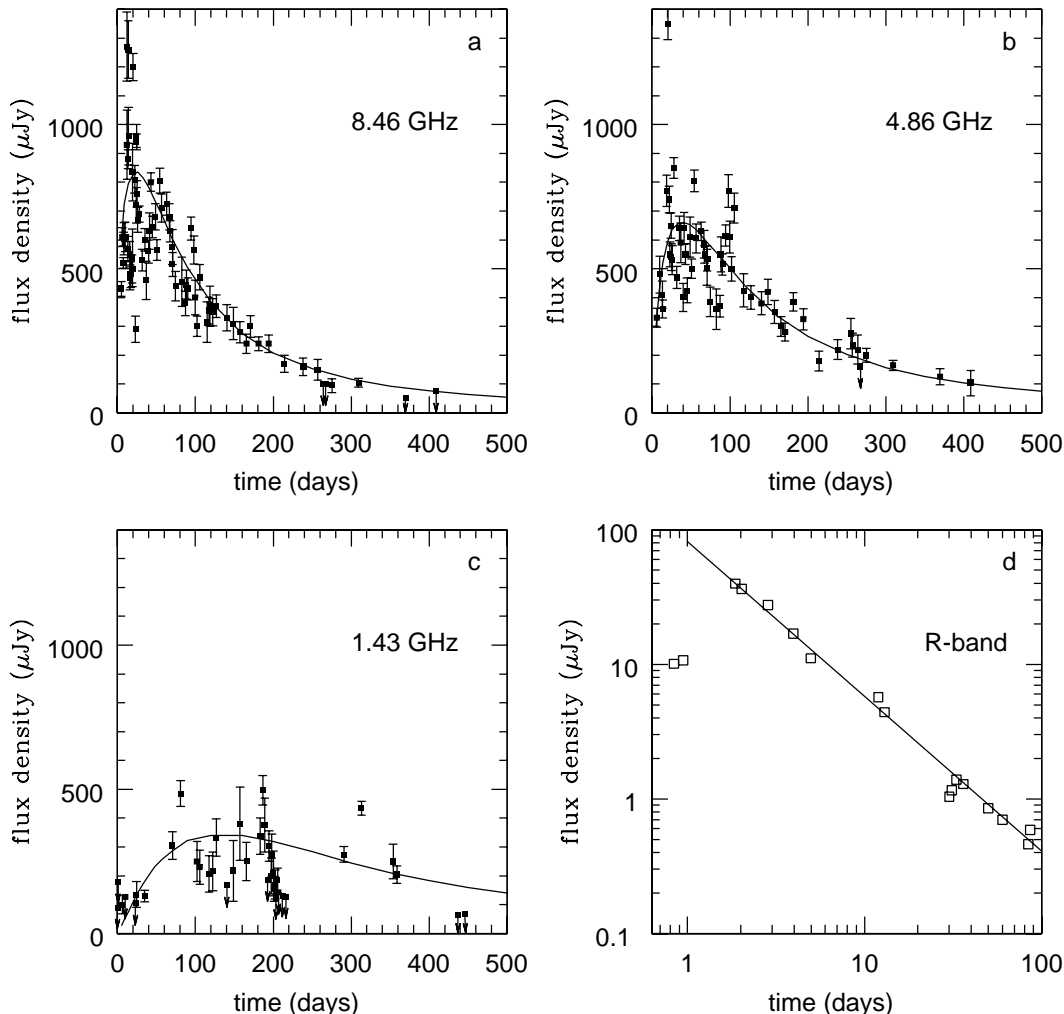 a
8.46 GHz
flux density (μJy)
1000
500
0
0 100 200 300 400 500
time (days)
b
4.86 GHz
flux density (μJy)
1000
500
0
0 100 200 300 400 500
time (days)
c
1.43 GHz
flux density (μJy)
1000
500
0
0 100 200 300 400 500
time (days)
d
R-band
flux density (μJy)
100
10
1
0.1
1 10 100
time (days)